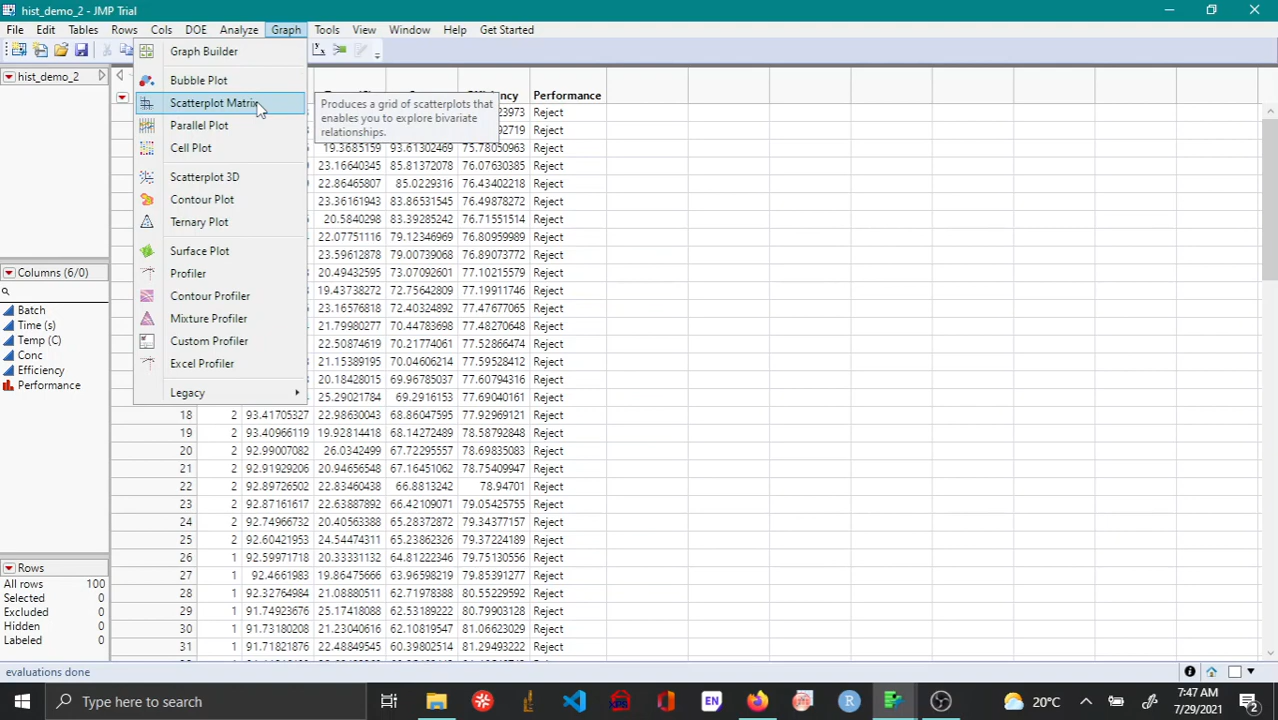 hist_demo_2 - JMP Trial
File Edit Tables Rows Cols DOE Analyze Graph Tools View Window Help Get Started
Graph Builder
Bubble Plot
Scatterplot Matrix
Parallel Plot
Cell Plot
Scatterplot 3D
Contour Plot
Ternary Plot
Surface Plot
Profiler
Contour Profiler
Mixture Profiler
Custom Profiler
Excel Profiler
Legacy
Produces a grid of scatterplots that
enables you to explore bivariate
relationships.
hist_demo_2
Columns (6/0)
Batch
Time (s)
Temp (C)
Conc
Efficiency
Performance
Rows
All rows 100
Selected 0
Excluded 0
Hidden 0
Labeled 0
Performance
Reject
Reject
19.3685159 93.61302469 75.78050963 Reject
23.16640345 85.81372078 76.07630385 Reject
22.86465807 85.0229316 76.43402218 Reject
23.36161943 83.86531545 76.49878272 Reject
20.5840298 83.39285242 76.71551514 Reject
22.07751116 79.12346969 76.80959989 Reject
23.59612878 79.00739068 76.89073772 Reject
20.49432595 73.07092601 77.10215579 Reject
19.43738272 72.75642809 77.19911746 Reject
23.16576818 72.40324892 77.47677065 Reject
21.79980277 70.44783698 77.48270648 Reject
22.50874619 70.21774061 77.52866474 Reject
21.15389195 70.04606214 77.59528412 Reject
20.18428015 69.96785037 77.60794316 Reject
25.29021784 69.2916153 77.69040161 Reject
18 2 93.41705327 22.98630043 68.86047595 77.92969121 Reject
19 2 93.40966119 19.92814418 68.14272489 78.58792848 Reject
20 2 92.99007082 26.0342499 67.72295557 78.69835083 Reject
21 2 92.91929206 20.94656548 67.16451062 78.75409947 Reject
22 2 92.89726502 22.83460438 66.8813242 78.94701 Reject
23 2 92.87161617 22.63887892 66.42109071 79.05425755 Reject
24 2 92.74966732 20.40563388 65.28372872 79.34377157 Reject
25 2 92.60421953 24.54474311 65.23862326 79.37224189 Reject
26 1 92.59971718 20.33331132 64.81222346 79.75130556 Reject
27 1 92.4661983 19.86475666 63.96598219 79.85391277 Reject
28 1 92.32764984 21.08880511 62.71978388 80.55229592 Reject
29 1 91.74923676 25.17418088 62.53189222 80.79903128 Reject
30 1 91.73180208 21.23040616 62.10819547 81.06623029 Reject
31 1 91.71821876 22.48849545 60.39802514 81.29493222 Reject
evaluations done
Type here to search
EN
20°C
7:47 AM
7/29/2021
2